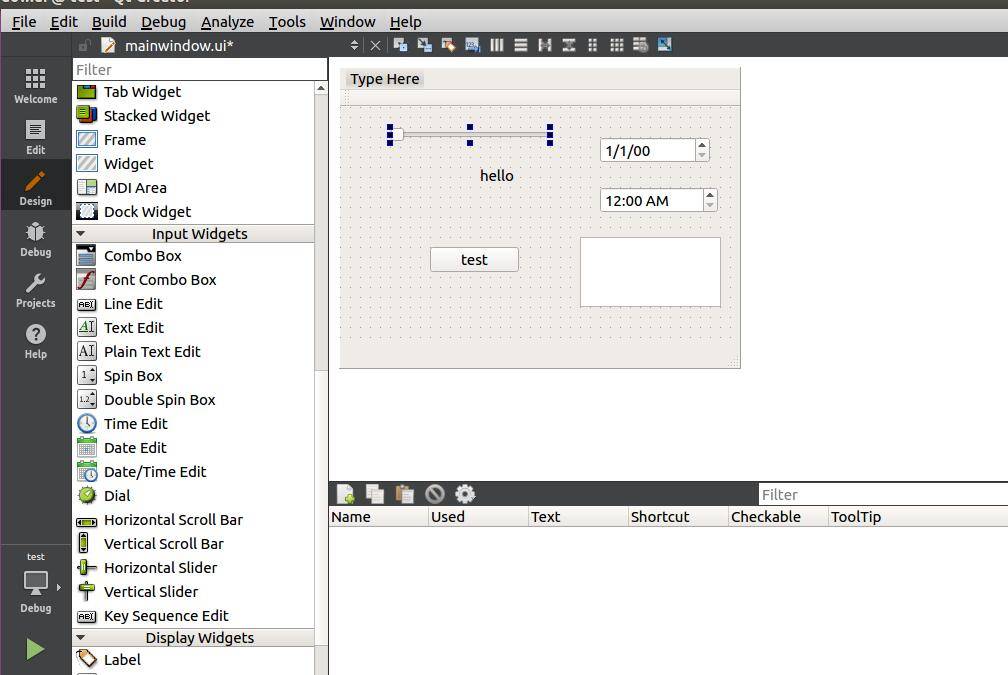 File Edit Build Debug Analyze Tools Window Help
mainwindow.ui*
Welcome
Edit
Design
Debug
Projects
Help
test
Debug
Filter
Tab Widget
Stacked Widget
Frame
Widget
MDI Area
Dock Widget
Input Widgets
Combo Box
Font Combo Box
Line Edit
Text Edit
Plain Text Edit
Spin Box
Double Spin Box
Time Edit
Date Edit
Date/Time Edit
Dial
Horizontal Scroll Bar
Vertical Scroll Bar
Horizontal Slider
Vertical Slider
Key Sequence Edit
Display Widgets
Label
Type Here
1/1/00
hello
12:00 AM
test
Filter
Name Used Text Shortcut Checkable ToolTip